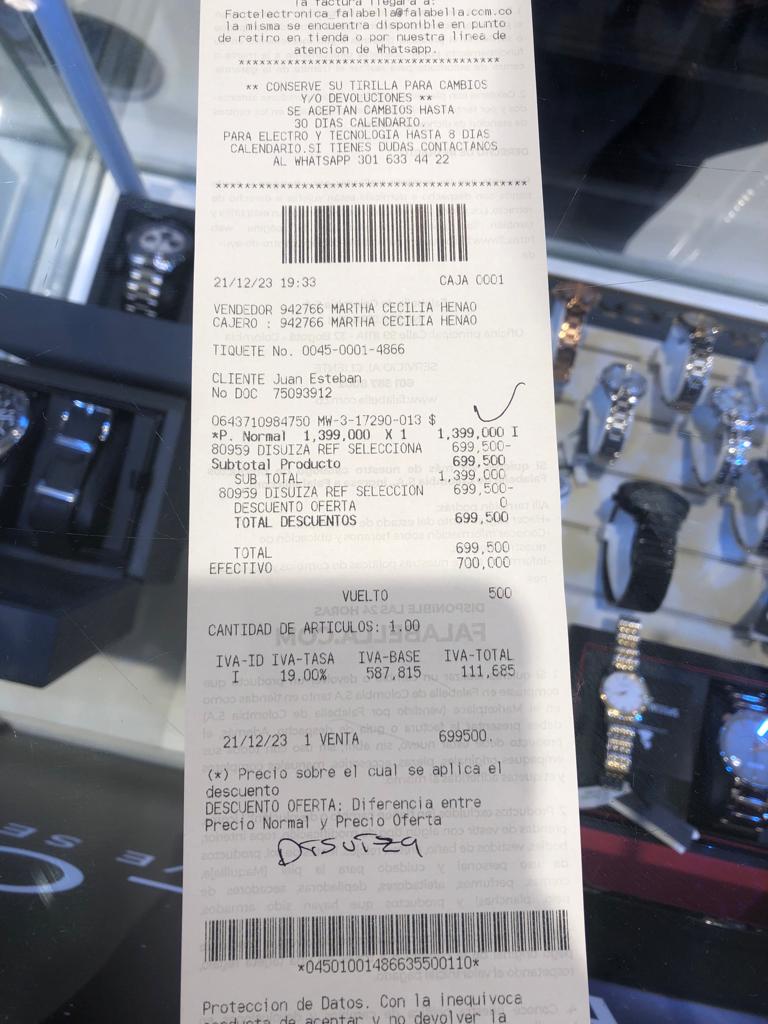 la factura llegara a:
Factelectronica_falabella@falabella.com.co
la misma se encuentra disponible en punto
de retiro en tienda o por nuestra linea de
atencion de Whatsapp.
** CONSERVE SU TIRILLA PARA CAMBIOS
Y/O DEVOLUCIONES **
SE ACEPTAN CAMBIOS HASTA
30 DIAS CALENDARIO.
PARA ELECTRO Y TECNOLOGIA HASTA 8 DIAS
CALENDARIO.SI TIENES DUDAS CONTACTANOS
AL WHATSAPP 301 633 44 22
21/12/23 19:33 CAJA 0001
VENDEDOR 942766 MARTHA CECILIA HENAO
CAJERO : 942766 MARTHA CECILIA HENAO
TIQUETE No. 0045-0001-4866
CLIENTE Juan Esteban
No DOC 75093912
0643710984750 MW-3-17290-013 $
*P. Normal 1,399,000 X 1 1,399,000 I
80959 DISUIZA REF SELECCIONA 699,500-
Subtotal Producto 699,500
SUB TOTAL 1,399,000
80959 DISUIZA REF SELECCION 699,500-
DESCUENTO OFERTA 0
TOTAL DESCUENTOS 699,500
TOTAL 699,500
EFECTIVO 700,000
VUELTO 500
CANTIDAD DE ARTICULOS: 1.00
IVA-ID IVA-TASA IVA-BASE IVA-TOTAL
I 19.00% 587,815 111,685
21/12/23 1 VENTA 699500.
(*) Precio sobre el cual se aplica el
descuento
DESCUENTO OFERTA: Diferencia entre
Precio Normal y Precio Oferta
DISUIZA
*04501001486635500110*
Proteccion de Datos. Con la inequivoca
conducta de aceptar y no devolver la